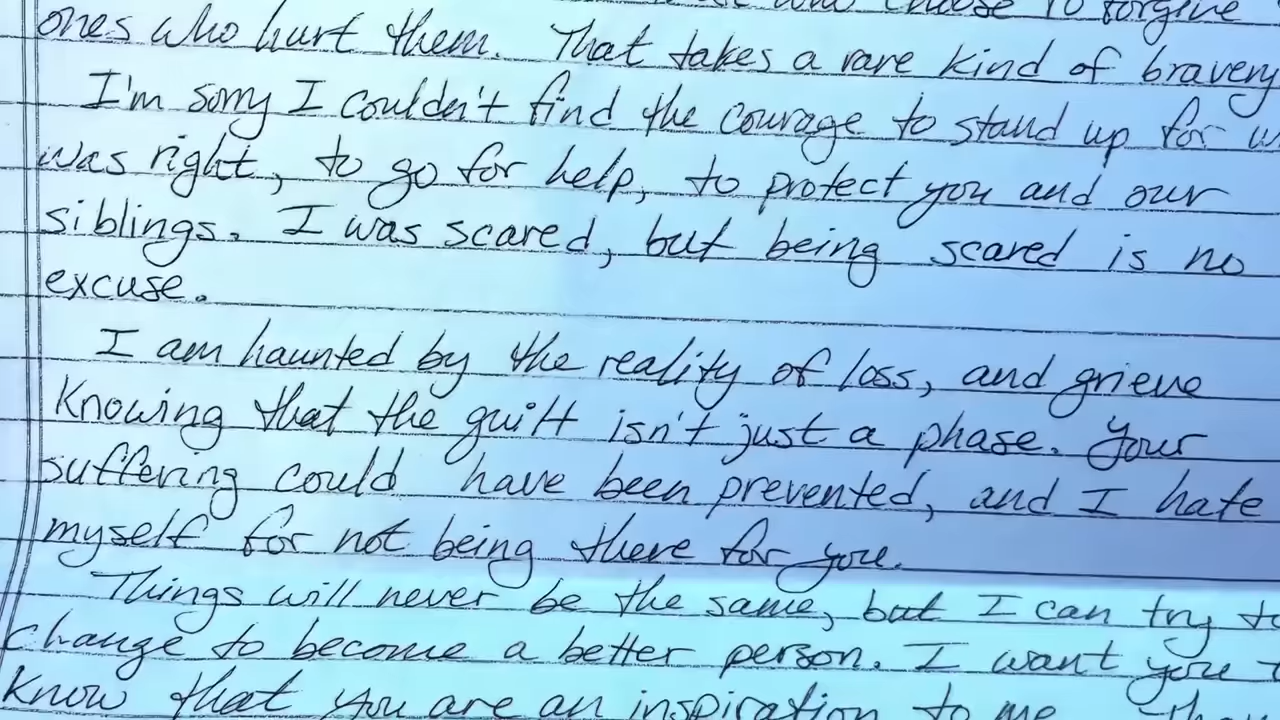 choose to forgive
ones who hurt them. That takes a rare kind of bravery
I'm sorry I couldn't find the courage to stand up for
was right, to go for help, to protect you and our
siblings. I was scared, but being scared is no
excuse.
I am haunted by the reality of loss, and grieve
Knowing that the guilt isn't just a phase. Your
suffering could have been prevented, and I hate
myself for not being there for you.
Things will never be the same, but I can try to
change to become a better person. I want you
Know that you are an inspiration to me